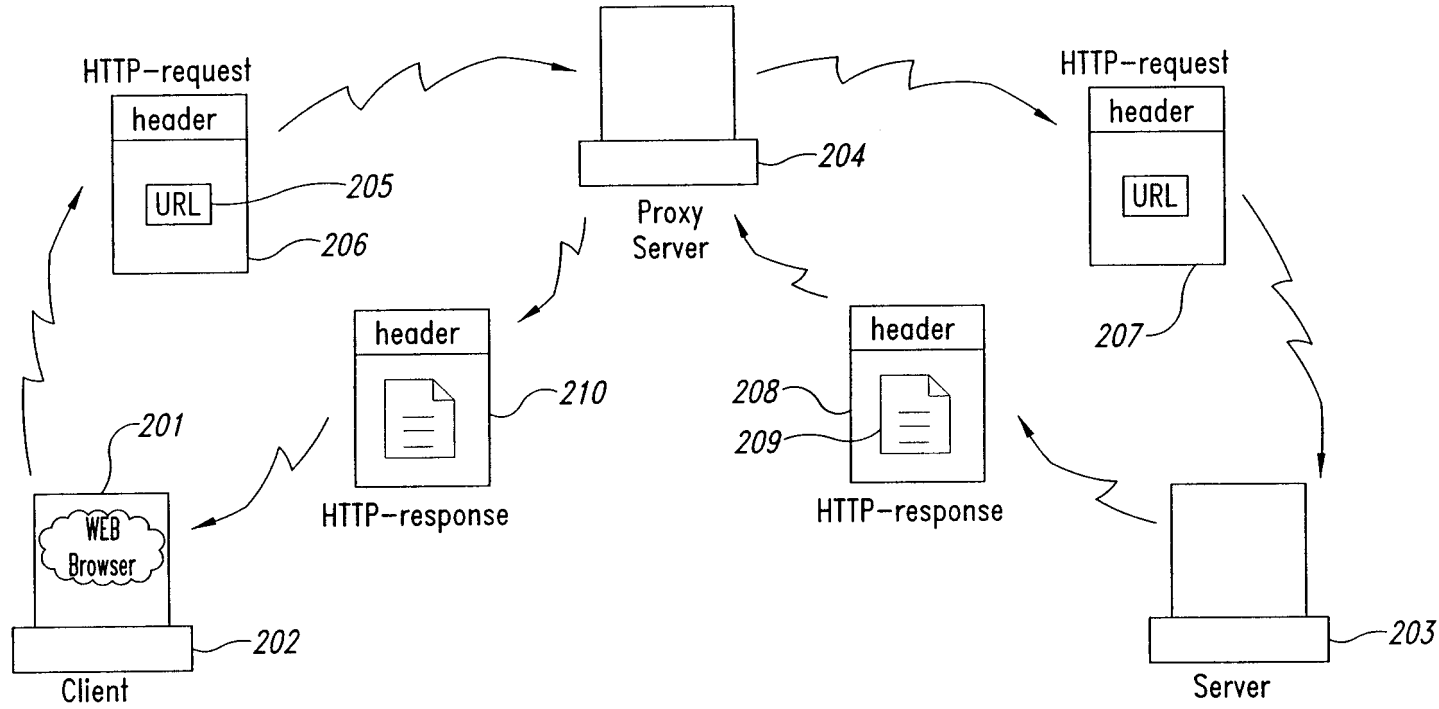 HTTP-request
header
URL
205
206
204
Proxy
Server
HTTP-request
header
URL
207
header
210
HTTP-response
header
208
209
HTTP-response
201
WEB
Browser
202
Client
203
Server